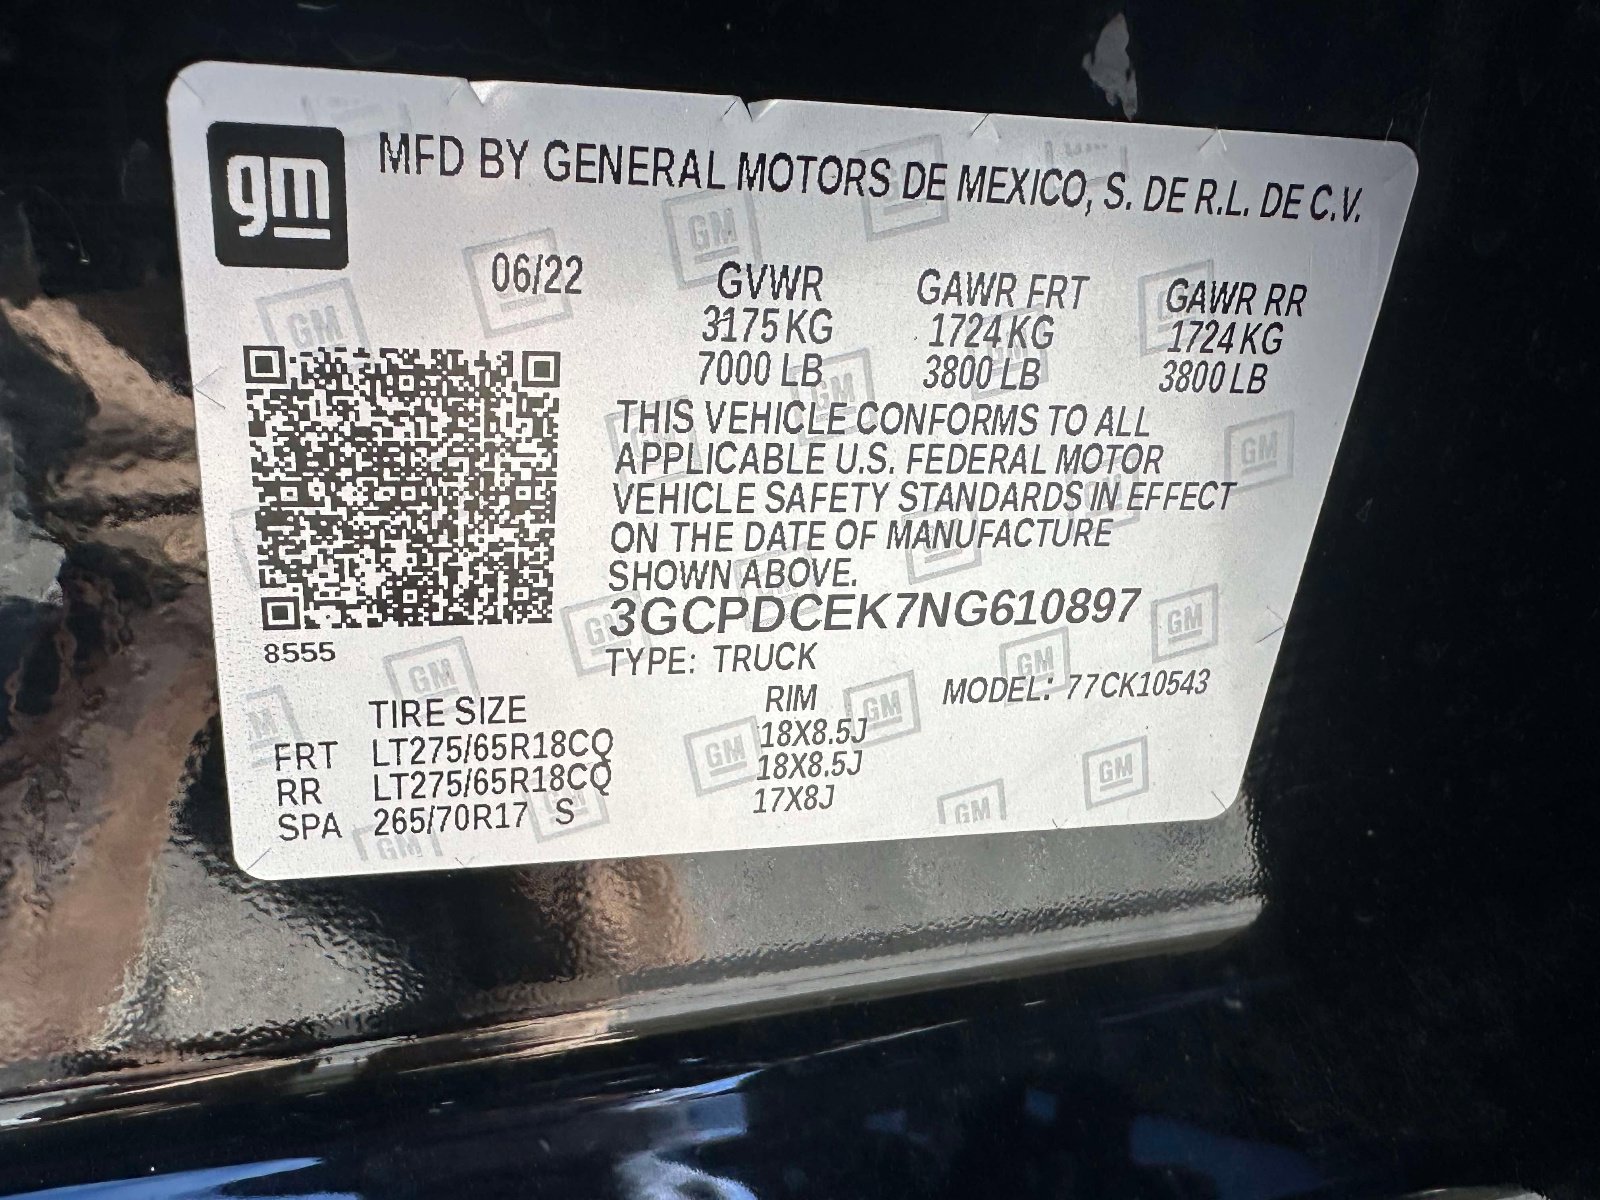 gm MFD BY GENERAL MOTORS DE MEXICO, S. DE R.L. DE C.V.
06/22 GVWR GAWR FRT GAWR RR
3175 KG 1724 KG 1724 KG
7000 LB 3800 LB 3800 LB
THIS VEHICLE CONFORMS TO ALL
APPLICABLE U.S. FEDERAL MOTOR
VEHICLE SAFETY STANDARDS IN EFFECT
ON THE DATE OF MANUFACTURE
SHOWN ABOVE.
3GCPDCEK7NG610897
8555 TYPE: TRUCK
TIRE SIZE RIM MODEL: 77CK10543
FRT LT275/65R18CQ 18X8.5J
RR LT275/65R18CQ 18X8.5J
SPA 265/70R17 S 17X8J